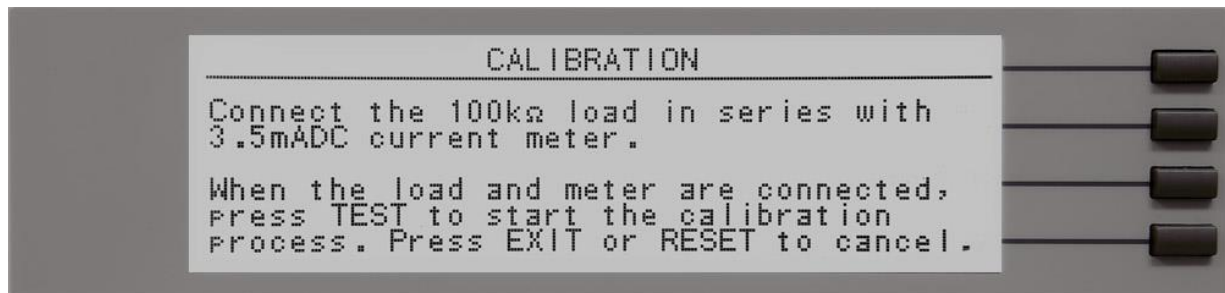 CALIBRATION
Connect the 100kΩ load in series with
3.5mADC current meter.
When the load and meter are connected,
press TEST to start the calibration
process. Press EXIT or RESET to cancel.